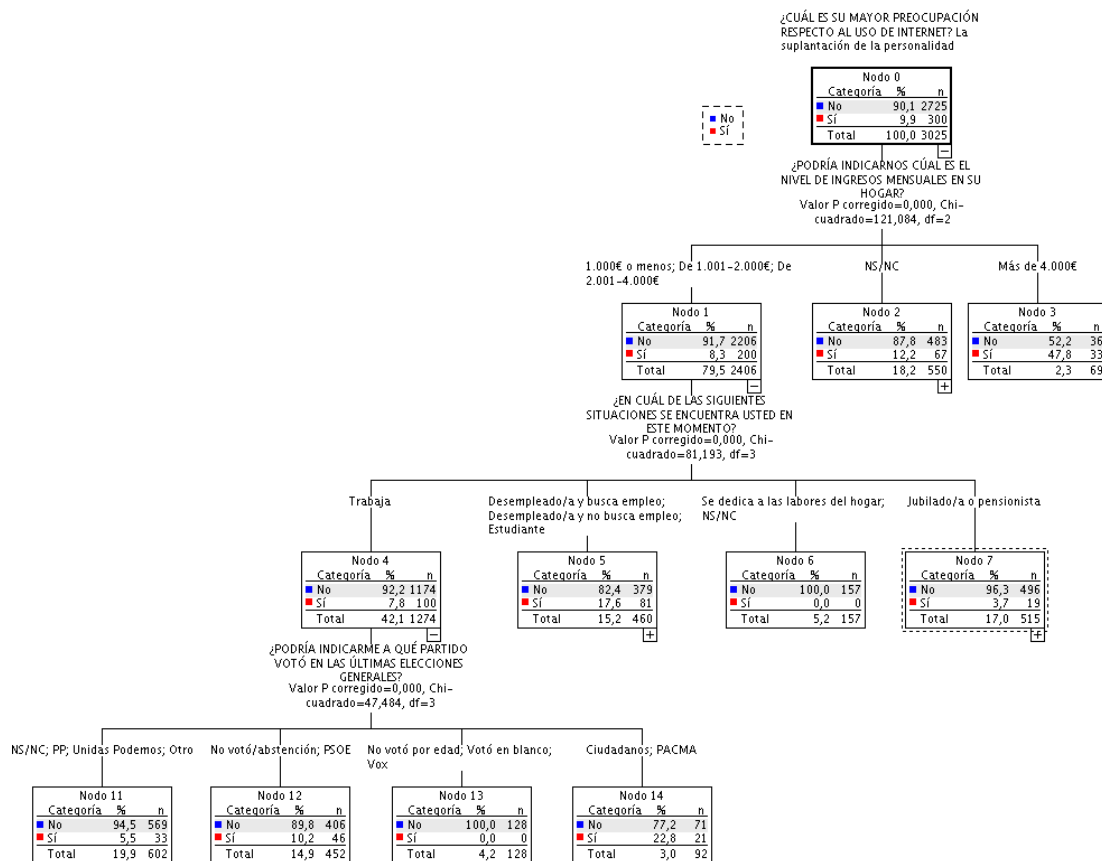 ¿CUÁL ES SU MAYOR PREOCUPACIÓN
RESPECTO AL USO DE INTERNET? La
suplantación de la personalidad
Nodo 0
Categoría % n
No 90,1 2725
Sí 9,9 300
Total 100,0 3025
No
Sí
¿PODRÍA INDICARNOS CÚAL ES EL
NIVEL DE INGRESOS MENSUALES EN SU
HOGAR?
Valor P corregido=0,000, Chi-
cuadrado=121,084, df=2
1.000€ o menos; De 1.001-2.000€; De
2.001-4.000€
NS/NC
Más de 4.000€
Nodo 1
Categoría % n
No 91,7 2206
Sí 8,3 200
Total 79,5 2406
Nodo 2
Categoría % n
No 87,8 483
Sí 12,2 67
Total 18,2 550
Nodo 3
Categoría % n
No 52,2 36
Sí 47,8 33
Total 2,3 69
¿EN CUÁL DE LAS SIGUIENTES
SITUACIONES SE ENCUENTRA USTED EN
ESTE MOMENTO?
Valor P corregido=0,000, Chi-
cuadrado=81,193, df=3
Trabaja
Desempleado/a y busca empleo;
Desempleado/a y no busca empleo;
Estudiante
Se dedica a las labores del hogar;
NS/NC
Jubilado/a o pensionista
Nodo 4
Categoría % n
No 92,2 1174
Sí 7,8 100
Total 42,1 1274
Nodo 5
Categoría % n
No 82,4 379
Sí 17,6 81
Total 15,2 460
Nodo 6
Categoría % n
No 100,0 157
Sí 0,0 0
Total 5,2 157
Nodo 7
Categoría % n
No 96,3 496
Sí 3,7 19
Total 17,0 515
¿PODRÍA INDICARME A QUÉ PARTIDO
VOTÓ EN LAS ÚLTIMAS ELECCIONES
GENERALES?
Valor P corregido=0,000, Chi-
cuadrado=47,484, df=3
NS/NC; PP; Unidas Podemos; Otro
No votó/abstención; PSOE
No votó por edad; Votó en blanco;
Vox
Ciudadanos; PACMA
Nodo 11
Categoría % n
No 94,5 569
Sí 5,5 33
Total 19,9 602
Nodo 12
Categoría % n
No 89,8 406
Sí 10,2 46
Total 14,9 452
Nodo 13
Categoría % n
No 100,0 128
Sí 0,0 0
Total 4,2 128
Nodo 14
Categoría % n
No 77,2 71
Sí 22,8 21
Total 3,0 92